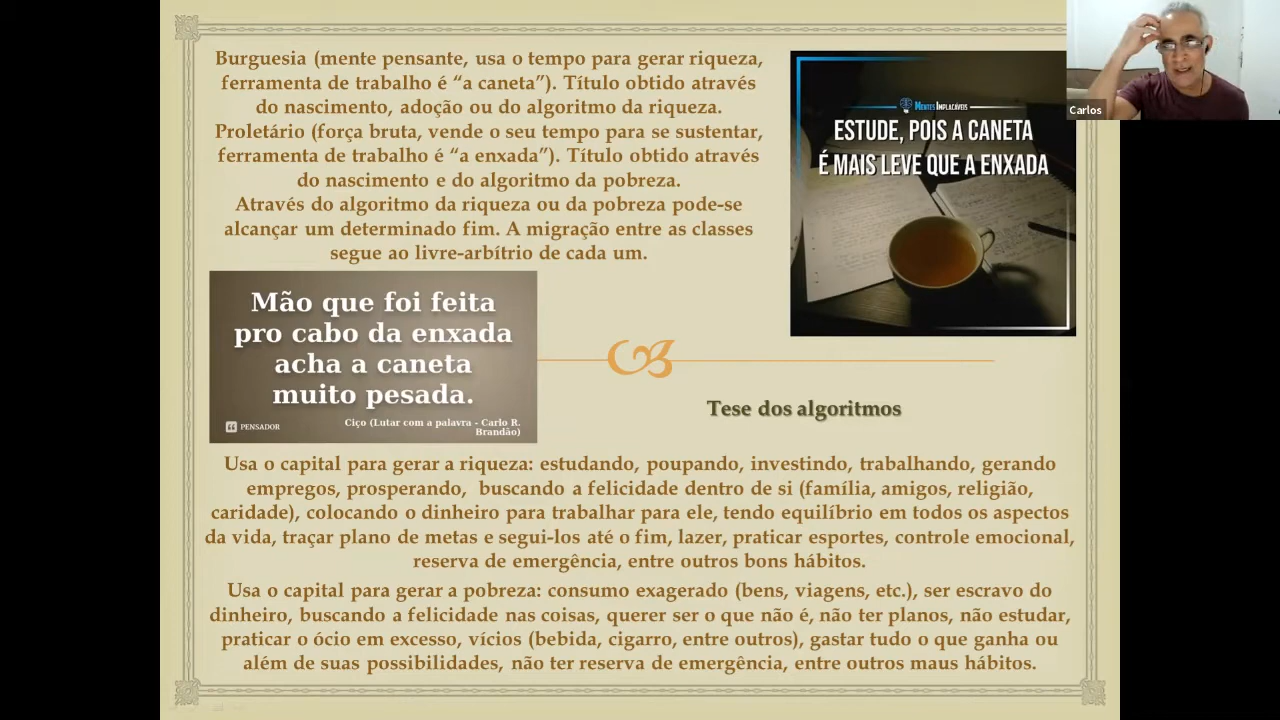 Burguesia (mente pensante, usa o tempo para gerar riqueza,
ferramenta de trabalho é “a caneta”). Título obtido através
do nascimento, adoção ou do algoritmo da riqueza.
Proletário (força bruta, vende o seu tempo para se sustentar,
ferramenta de trabalho é “a enxada”). Título obtido através
do nascimento e do algoritmo da pobreza.
Através do algoritmo da riqueza ou da pobreza pode-se
alcançar um determinado fim. A migração entre as classes
segue ao livre-arbítrio de cada um.
MENTES IMPLACÁVEIS
ESTUDE, POIS A CANETA
É MAIS LEVE QUE A ENXADA
Carlos
Mão que foi feita
pro cabo da enxada
acha a caneta
muito pesada.
PENSADOR
Ciço (Lutar com a palavra - Carlo R.
Brandão)
Tese dos algoritmos
Usa o capital para gerar a riqueza: estudando, poupando, investindo, trabalhando, gerando
empregos, prosperando, buscando a felicidade dentro de si (família, amigos, religião,
caridade), colocando o dinheiro para trabalhar para ele, tendo equilíbrio em todos os aspectos
da vida, traçar plano de metas e segui-los até o fim, lazer, praticar esportes, controle emocional,
reserva de emergência, entre outros bons hábitos.
Usa o capital para gerar a pobreza: consumo exagerado (bens, viagens, etc.), ser escravo do
dinheiro, buscando a felicidade nas coisas, querer ser o que não é, não ter planos, não estudar,
praticar o ócio em excesso, vícios (bebida, cigarro, entre outros), gastar tudo o que ganha ou
além de suas possibilidades, não ter reserva de emergência, entre outros maus hábitos.